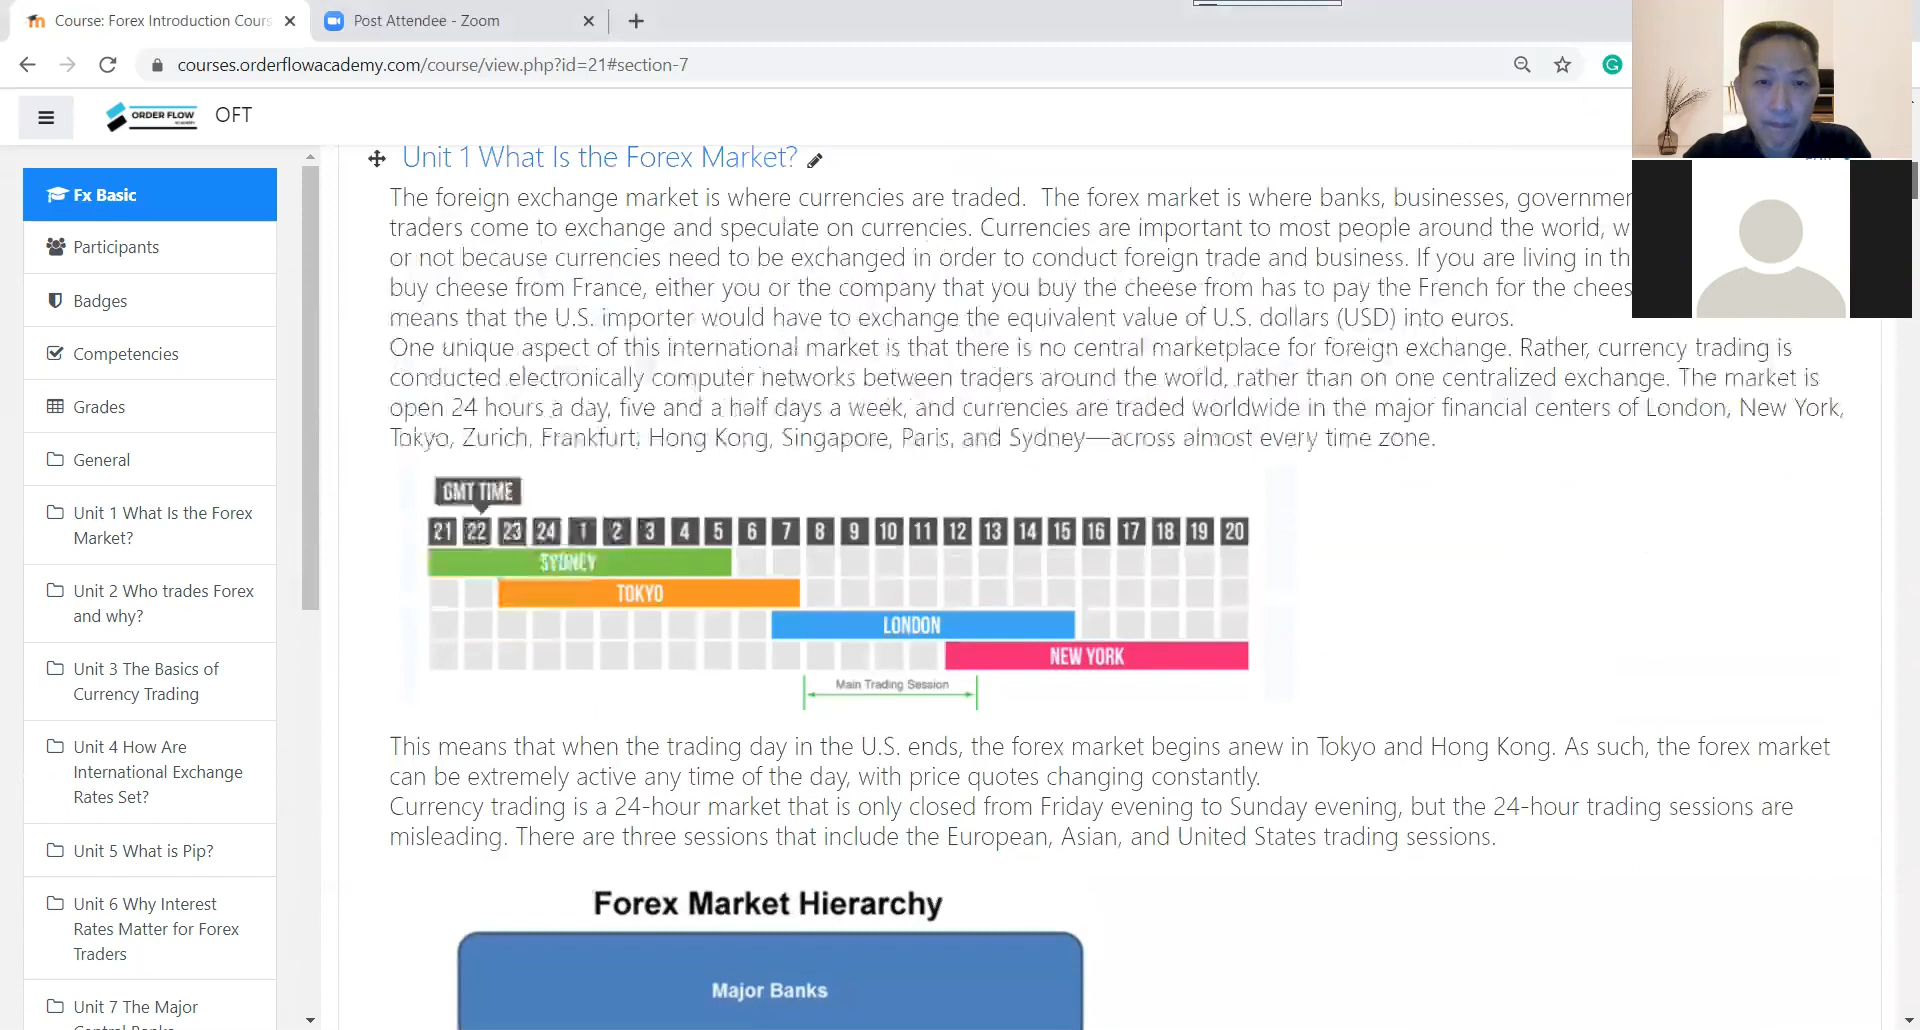 Course: Forex Introduction Cours
Post Attendee - Zoom
courses.orderflowacademy.com/course/view.php?id=21#section-7
ORDER FLOW
ACADEMY
OFT
Fx Basic
Participants
Badges
Competencies
Grades
General
Unit 1 What Is the Forex
Market?
Unit 2 Who trades Forex
and why?
Unit 3 The Basics of
Currency Trading
Unit 4 How Are
International Exchange
Rates Set?
Unit 5 What is Pip?
Unit 6 Why Interest
Rates Matter for Forex
Traders
Unit 7 The Major
Unit 1 What Is the Forex Market?
The foreign exchange market is where currencies are traded.  The forex market is where banks, businesses, governmen
traders come to exchange and speculate on currencies. Currencies are important to most people around the world, w
or not because currencies need to be exchanged in order to conduct foreign trade and business. If you are living in th
buy cheese from France, either you or the company that you buy the cheese from has to pay the French for the chees
means that the U.S. importer would have to exchange the equivalent value of U.S. dollars (USD) into euros.
One unique aspect of this international market is that there is no central marketplace for foreign exchange. Rather, currency trading is
conducted electronically computer networks between traders around the world, rather than on one centralized exchange. The market is
open 24 hours a day, five and a half days a week, and currencies are traded worldwide in the major financial centers of London, New York,
Tokyo, Zurich, Frankfurt, Hong Kong, Singapore, Paris, and Sydney—across almost every time zone.
GMT TIME
21 22 23 24 1 2 3 4 5 6 7 8 9 10 11 12 13 14 15 16 17 18 19 20
SYDNEY
TOKYO
LONDON
NEW YORK
Main Trading Session
This means that when the trading day in the U.S. ends, the forex market begins anew in Tokyo and Hong Kong. As such, the forex market
can be extremely active any time of the day, with price quotes changing constantly.
Currency trading is a 24-hour market that is only closed from Friday evening to Sunday evening, but the 24-hour trading sessions are
misleading. There are three sessions that include the European, Asian, and United States trading sessions.
Forex Market Hierarchy
Major Banks